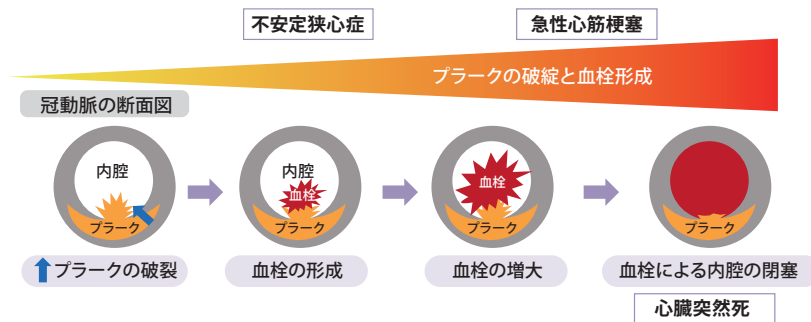 不安定狭心症
急性心筋梗塞
プラークの破綻と血栓形成
冠動脈の断面図
内腔
プラーク
内腔
血栓
プラーク
血栓
プラーク
プラーク
プラークの破裂
血栓の形成
血栓の増大
血栓による内腔の閉塞
心臓突然死